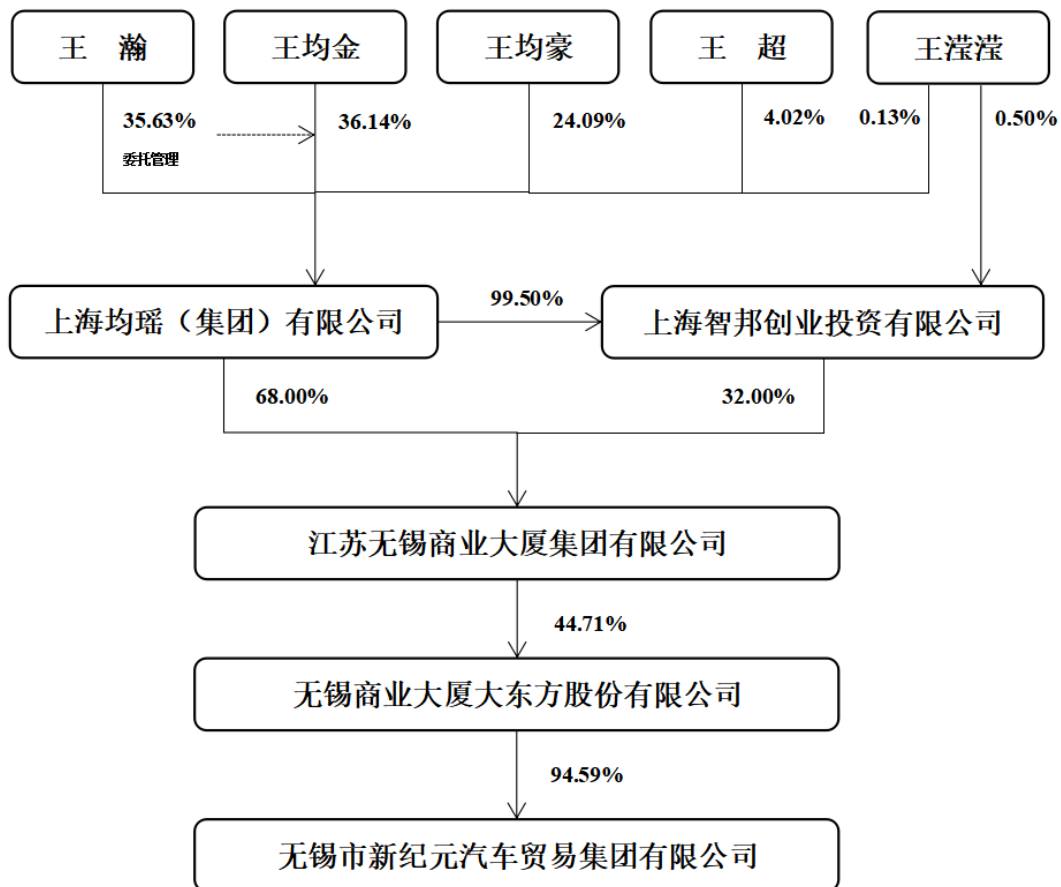 王　瀚
王均金
王均豪
王　超
王滢滢
35.63%
36.14%
24.09%
4.02%
0.13%
0.50%
委托管理
上海均瑶（集团）有限公司
99.50%
上海智邦创业投资有限公司
68.00%
32.00%
江苏无锡商业大厦集团有限公司
44.71%
无锡商业大厦大东方股份有限公司
94.59%
无锡市新纪元汽车贸易集团有限公司